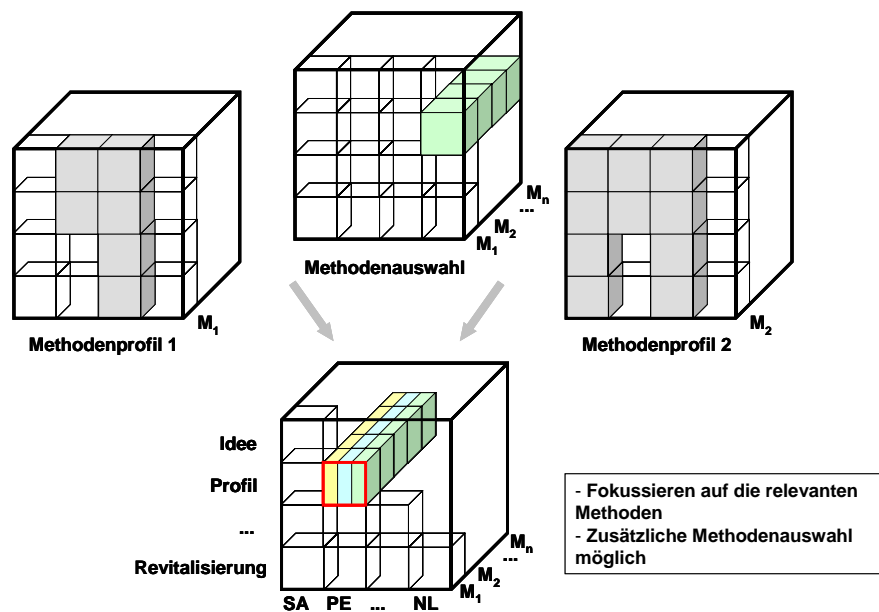 M1
Methodenprofil 1
Mn
...
M2
M1
Methodenauswahl
M2
Methodenprofil 2
Idee
Profil
...
Revitalisierung
SA PE ... NL
M1
M2
...
Mn
- Fokussieren auf die relevanten
Methoden
- Zusätzliche Methodenauswahl
möglich